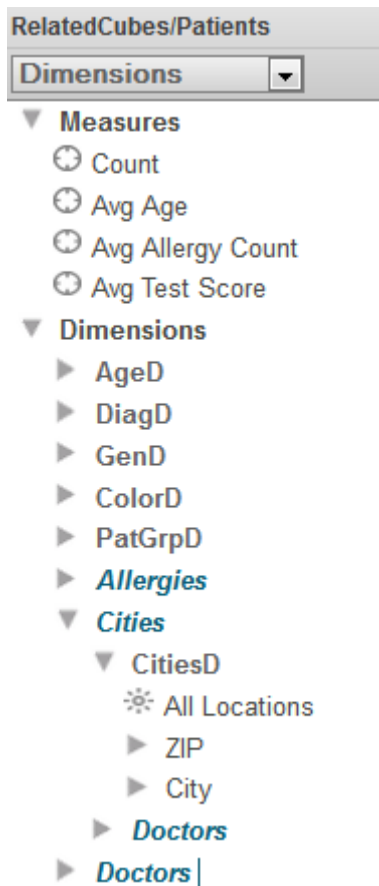 RelatedCubes/Patients
Dimensions
Measures
Count
Avg Age
Avg Allergy Count
Avg Test Score
Dimensions
AgeD
DiagD
GenD
ColorD
PatGrpD
Allergies
Cities
CitiesD
All Locations
ZIP
City
Doctors
Doctors